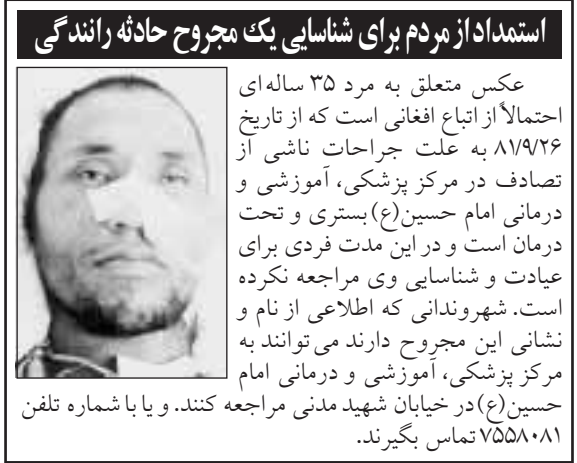 استمداد از مردم برای شناسایی یک مجروح حادثه رانندگی
عکس متعلق به مرد ۳۵ ساله‌ای
احتمالاً از اتباع افغانی است که از تاریخ
۸۱/۹/۲۶ به علت جراحات ناشی از
تصادف در مرکز پزشکی، آموزشی و
درمانی امام حسین(ع) بستری و تحت
درمان است و در این مدت فردی برای
عیادت و شناسایی وی مراجعه نکرده
است. شهروندانی که اطلاعی از نام و
نشانی این مجروح دارند می‌توانند به
مرکز پزشکی، آموزشی و درمانی امام
حسین(ع) در خیابان شهید مدنی مراجعه کنند. و یا با شماره تلفن
۷۵۵۸۰۸۱ تماس بگیرند.